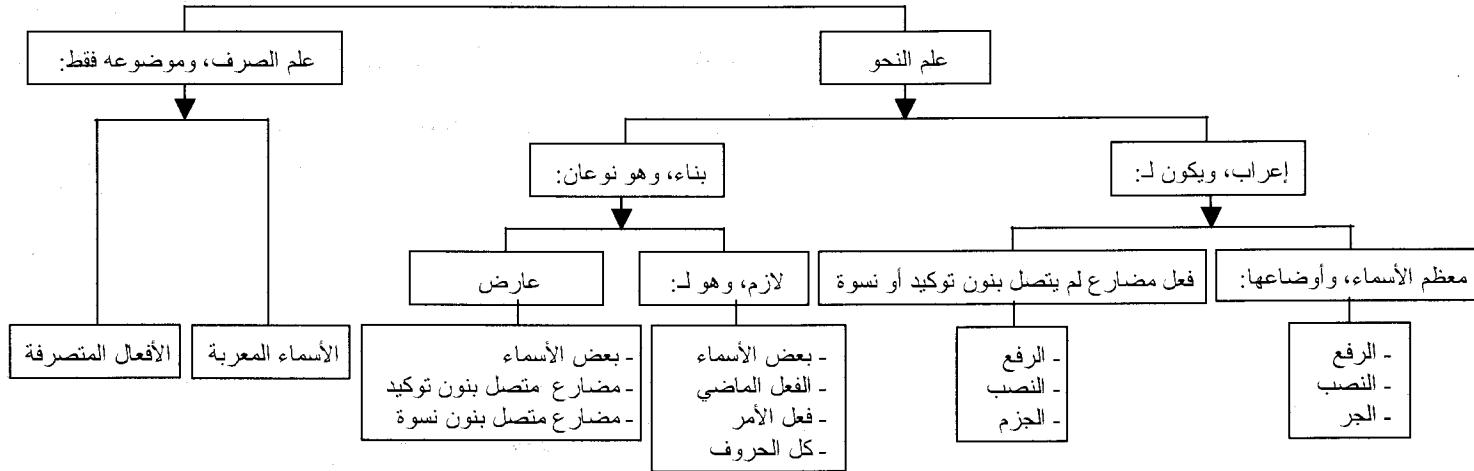 علم النحو
علم الصرف، وموضوعه فقط:
إعراب، ويكون لـ:
بناء، وهو نوعان:
معظم الأسماء، وأوضاعها:
فعل مضارع لم يتصل بنون توكيد أو نسوة
لازم، وهو لـ:
عارض
الأسماء المعربة
الأفعال المتصرفة
- الرفع
- النصب
- الجر
- الرفع
- النصب
- الجزم
- بعض الأسماء
- الفعل الماضي
- فعل الأمر
- كل الحروف
- بعض الأسماء
- مضارع متصل بنون توكيد
- مضارع متصل بنون نسوة